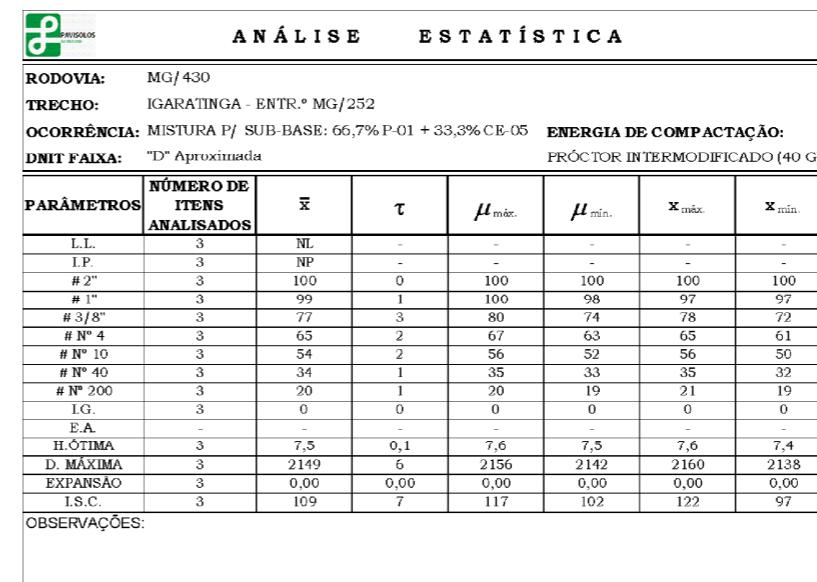 PAVISOLOS
ANÁLISE ESTATÍSTICA
RODOVIA: MG/430
TRECHO: IGARATINGA - ENTR.º MG/252
OCORRÊNCIA: MISTURA P/ SUB-BASE: 66,7% P-01 + 33,3% CE-05 ENERGIA DE COMPACTAÇÃO:
DNIT FAIXA: "D" Aproximada PRÓCTOR INTERMODIFICADO (40 G
PARÂMETROS NÚMERO DE ITENS ANALISADOS x̅ τ μ máx. μ mín. x máx. x mín.
L.L. 3 NL - - - - -
I.P. 3 NP - - - - -
# 2" 3 100 0 100 100 100 100
# 1" 3 99 1 100 98 97 97
# 3/8" 3 77 3 80 74 78 72
# Nº 4 3 65 2 67 63 65 61
# Nº 10 3 54 2 56 52 56 50
# Nº 40 3 34 1 35 33 35 32
# Nº 200 3 20 1 20 19 21 19
I.G. 3 0 0 0 0 0 0
E.A. - - - - - - -
H.ÓTIMA 3 7,5 0,1 7,6 7,5 7,6 7,4
D. MÁXIMA 3 2149 6 2156 2142 2160 2138
EXPANSÃO 3 0,00 0,00 0,00 0,00 0,00 0,00
I.S.C. 3 109 7 117 102 122 97
OBSERVAÇÕES: